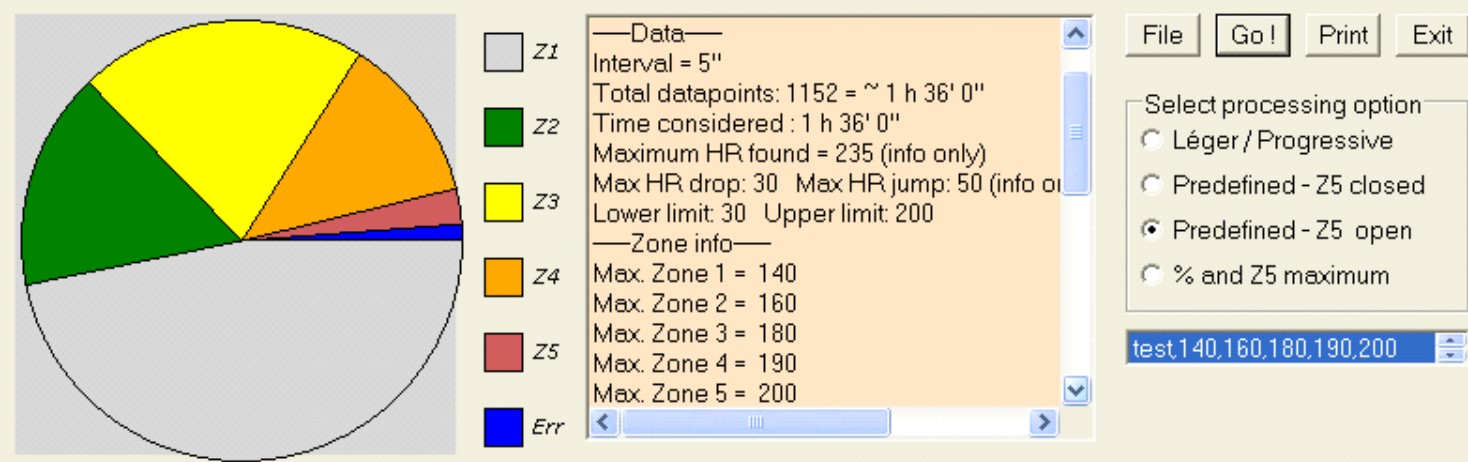 Z1
Z2
Z3
Z4
Z5
Err
──Data──
Interval = 5"
Total datapoints: 1152 = ~ 1 h 36' 0"
Time considered : 1 h 36' 0"
Maximum HR found = 235 (info only)
Max HR drop: 30 Max HR jump: 50 (info o
Lower limit: 30 Upper limit: 200
──Zone info──
Max. Zone 1 = 140
Max. Zone 2 = 160
Max. Zone 3 = 180
Max. Zone 4 = 190
Max. Zone 5 = 200
File Go ! Print Exit
Select processing option
Léger / Progressive
Predefined - Z5 closed
Predefined - Z5 open
% and Z5 maximum
test,140,160,180,190,200